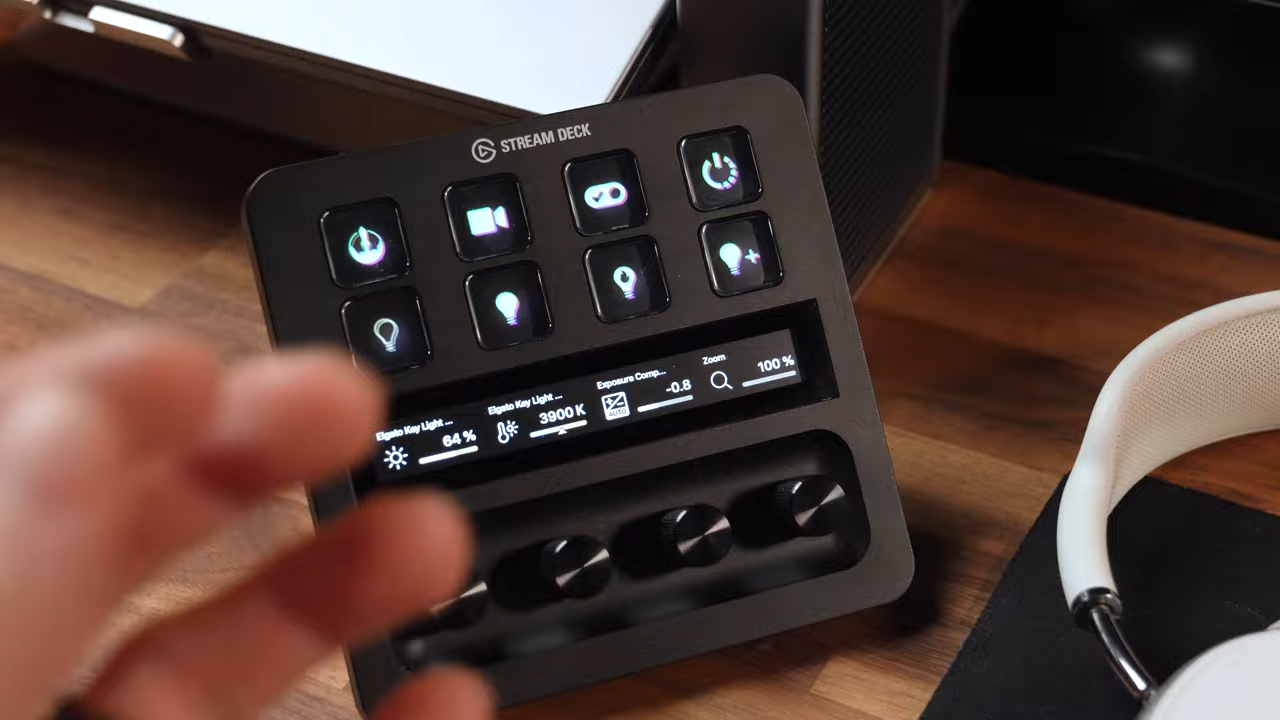 STREAM DECK
Elgato Key Light ...
64 %
Elgato Key Light ...
3900 K
Exposure Comp...
AUTO
-0.8
Zoom
100 %